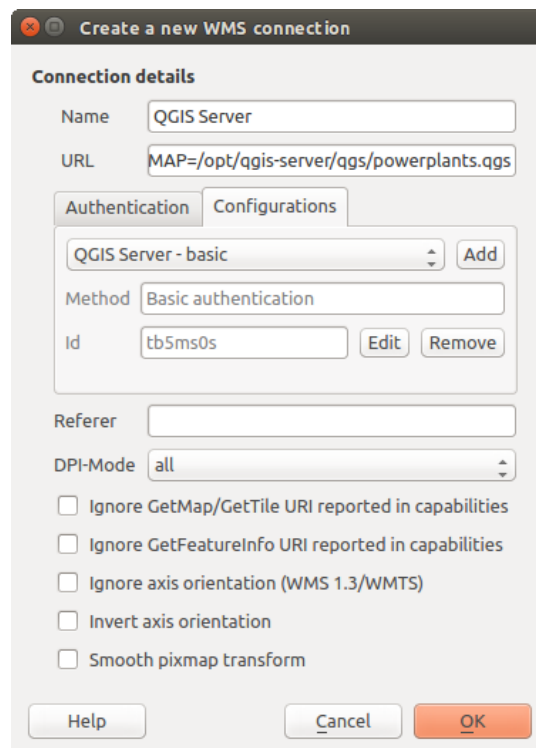 Create a new WMS connection
Connection details
Name QGIS Server
URL MAP=/opt/qgis-server/qgs/powerplants.qgs
Authentication Configurations
QGIS Server - basic Add
Method Basic authentication
Id tb5ms0s Edit Remove
Referer
DPI-Mode all
Ignore GetMap/GetTile URI reported in capabilities
Ignore GetFeatureInfo URI reported in capabilities
Ignore axis orientation (WMS 1.3/WMTS)
Invert axis orientation
Smooth pixmap transform
Help Cancel OK